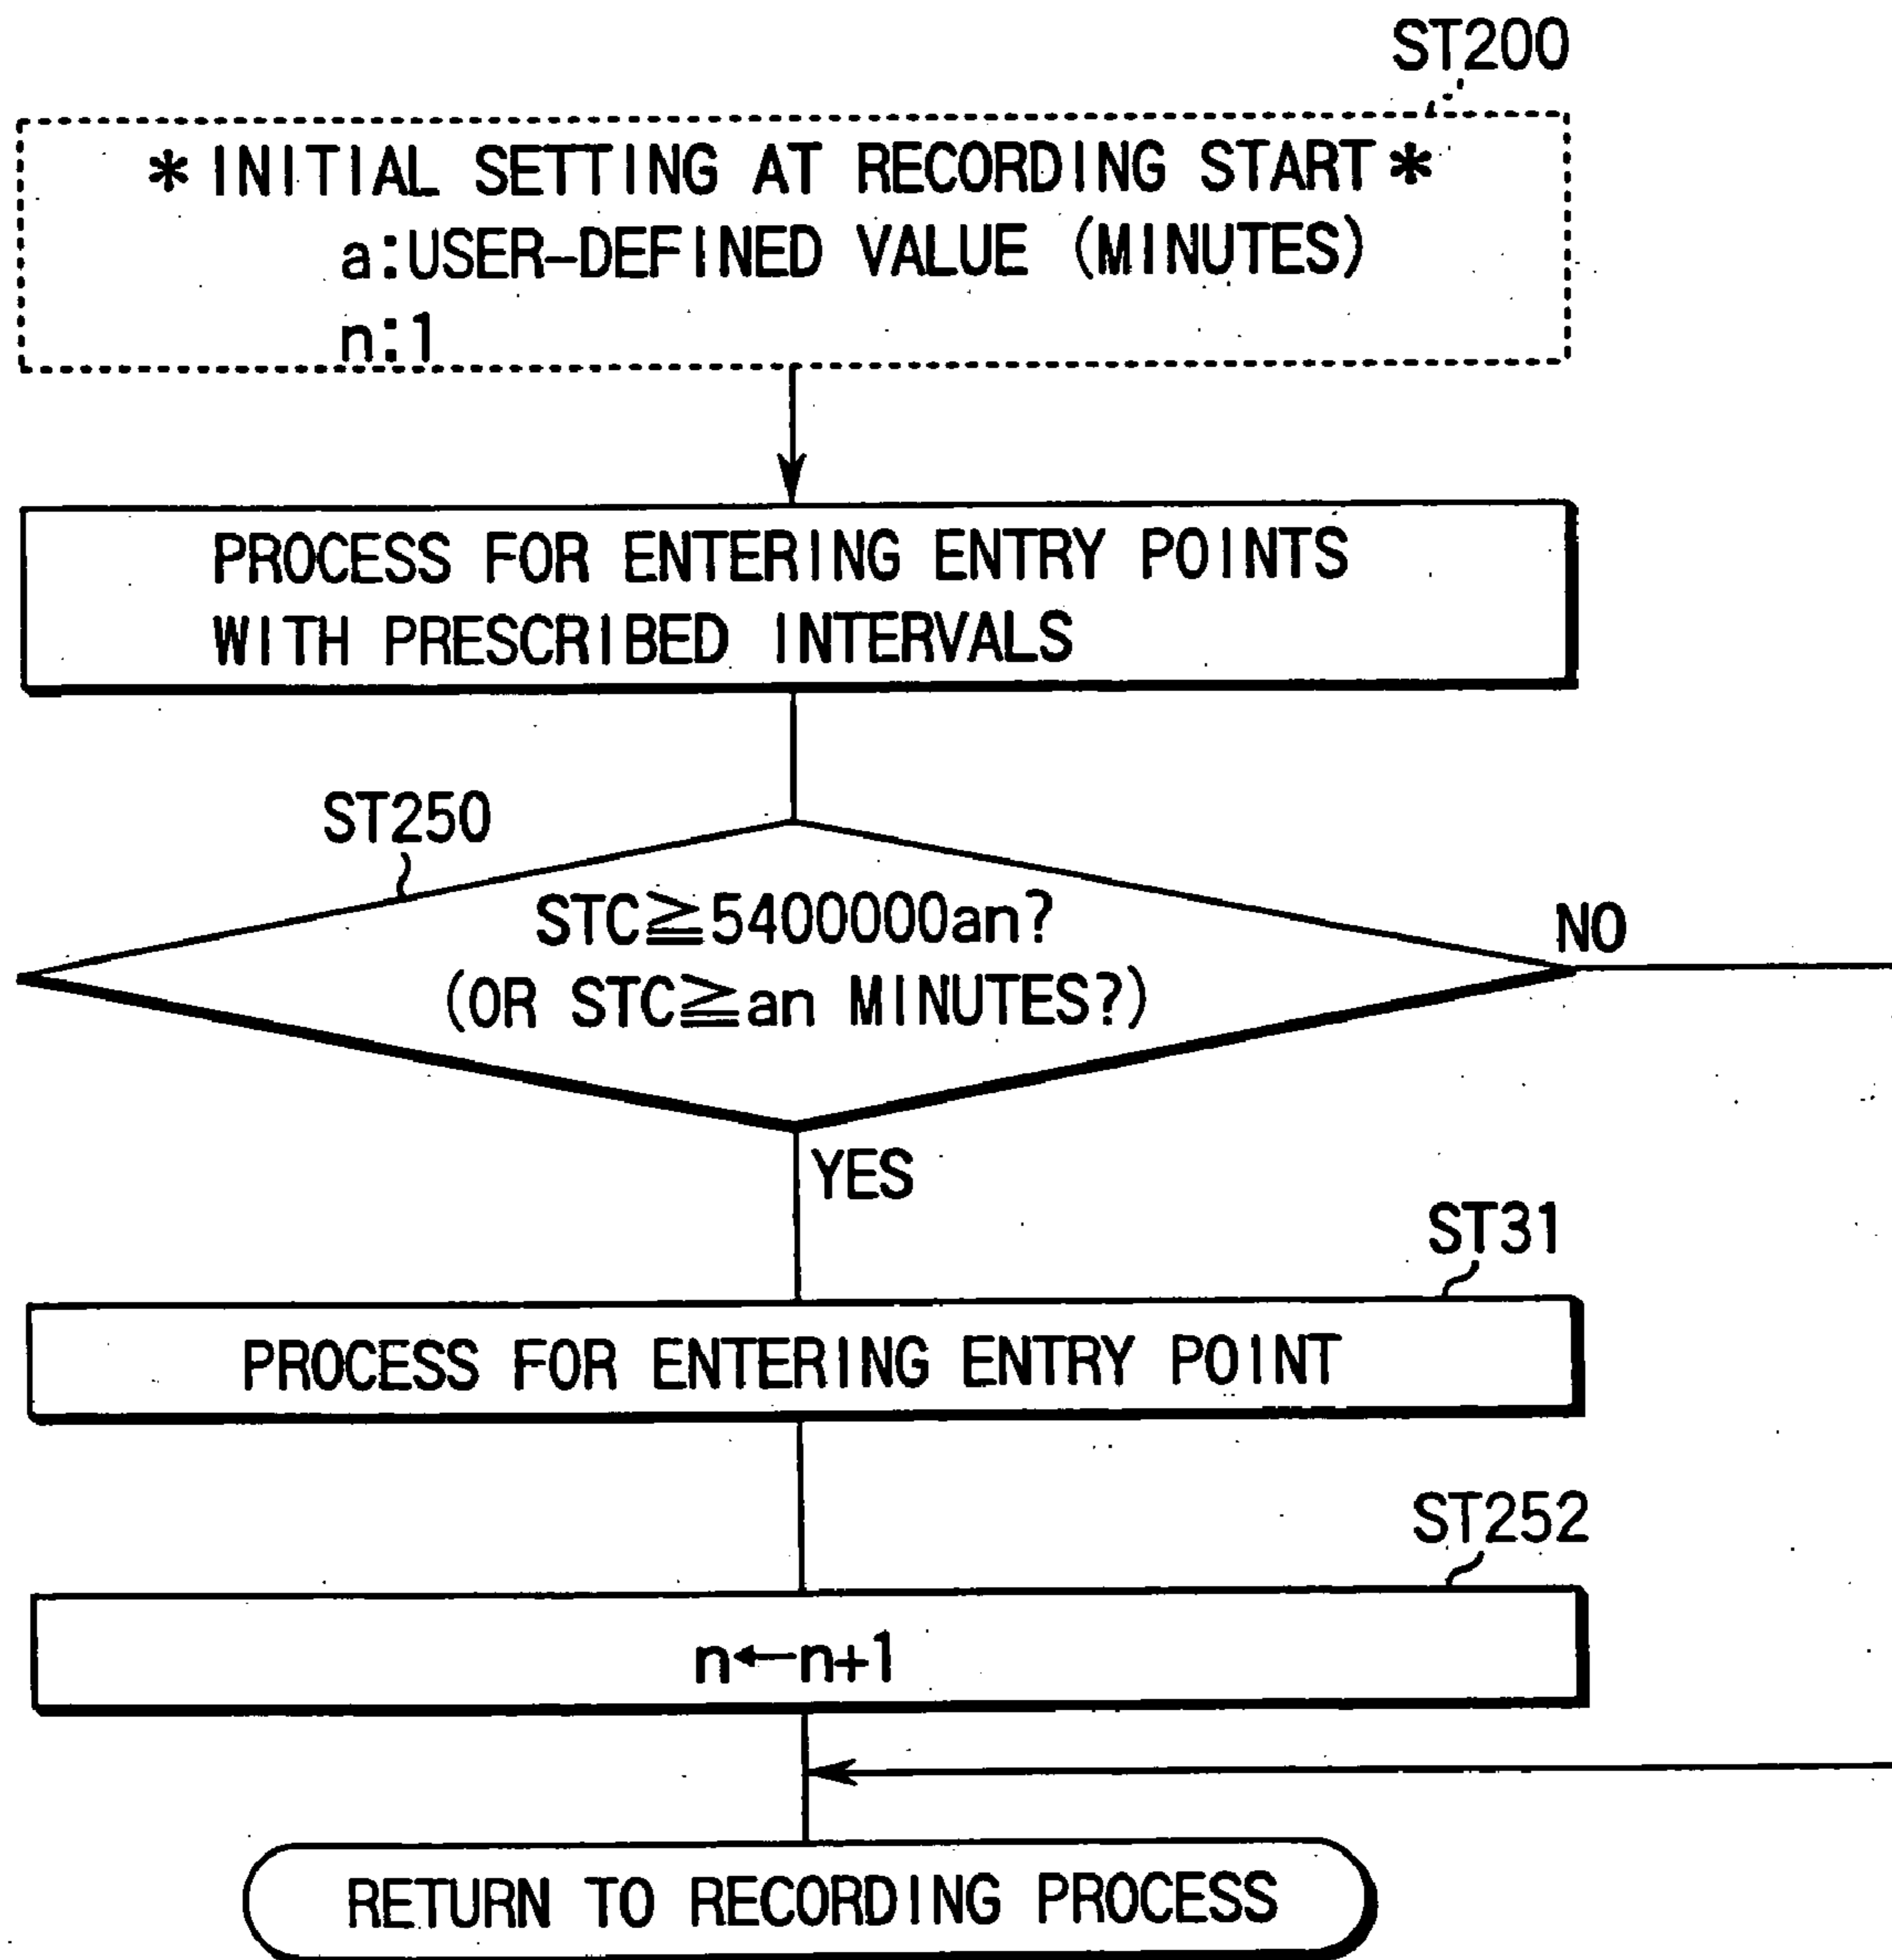 ST200
*INITIAL SETTING AT RECORDING START*
a:USER-DEFINED VALUE (MINUTES)
n:1
PROCESS FOR ENTERING ENTRY POINTS
WITH PRESCRIBED INTERVALS
ST250
STC≧5400000an?
(OR STC≧an MINUTES?)
NO
YES
ST31
PROCESS FOR ENTERING ENTRY POINT
ST252
n←n+1
RETURN TO RECORDING PROCESS